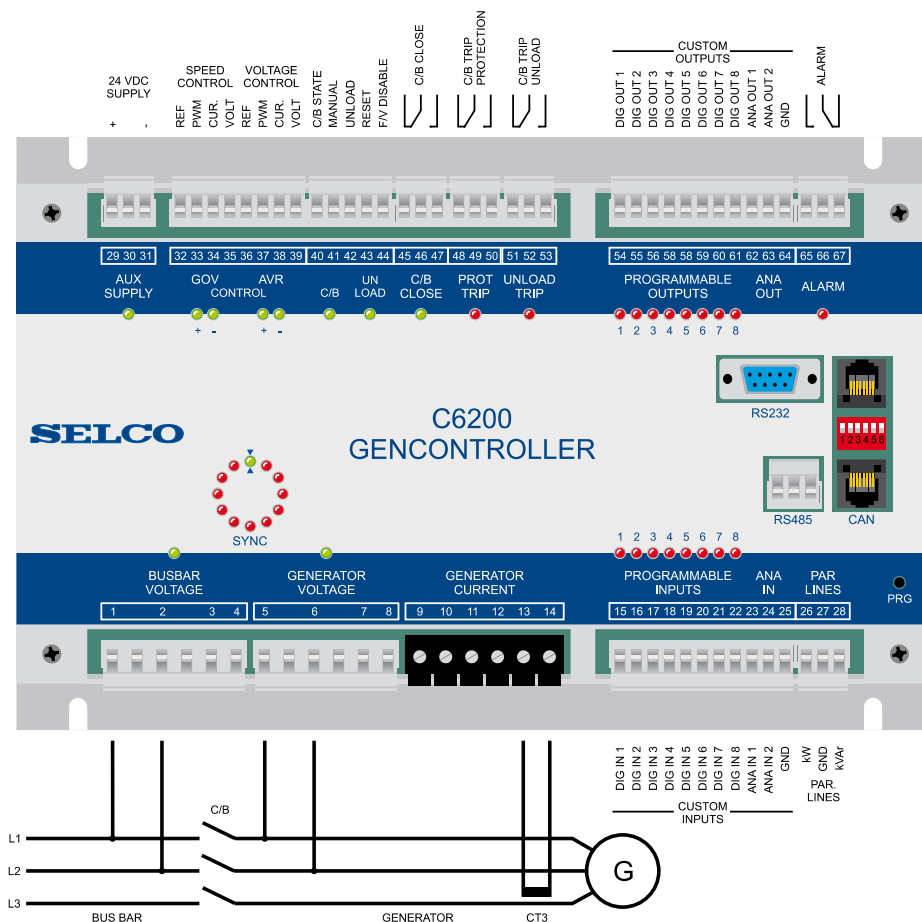 24 VDC
SUPPLY
+ -
SPEED
CONTROL
VOLTAGE
CONTROL
REF
PWM
CUR.
VOLT
REF
PWM
CUR.
VOLT
C/B STATE
MANUAL
UNLOAD
RESET
F/V DISABLE
C/B CLOSE
C/B TRIP
PROTECTION
C/B TRIP
UNLOAD
CUSTOM
OUTPUTS
DIG OUT 1
DIG OUT 2
DIG OUT 3
DIG OUT 4
DIG OUT 5
DIG OUT 6
DIG OUT 7
DIG OUT 8
ANA OUT 1
ANA OUT 2
GND
ALARM
29 30 31
32 33 34 35 36 37 38 39 40 41 42 43 44 45 46 47 48 49 50 51 52 53
54 55 56 57 58 59 60 61 62 63 64 65 66 67
AUX
SUPPLY
GOV AVR
CONTROL
C/B
UN
LOAD
C/B
CLOSE
PROT
TRIP
UNLOAD
TRIP
PROGRAMMABLE
OUTPUTS
ANA
OUT
ALARM
+ - + -
1 2 3 4 5 6 7 8
SELCO
C6200
GENCONTROLLER
RS232
1 2 3 4 5 6
RS485
CAN
SYNC
1 2 3 4 5 6 7 8
BUSBAR
VOLTAGE
GENERATOR
VOLTAGE
GENERATOR
CURRENT
PROGRAMMABLE
INPUTS
ANA
IN
PAR
LINES
PRG
1 2 3 4
5 6 7 8
9 10 11 12 13 14
15 16 17 18 19 20 21 22 23 24 25 26 27 28
DIG IN 1
DIG IN 2
DIG IN 3
DIG IN 4
DIG IN 5
DIG IN 6
DIG IN 7
DIG IN 8
ANA IN 1
ANA IN 2
GND
kW
GND
kVAr
CUSTOM
INPUTS
PAR.
LINES
C/B
L1
L2
L3
G
BUS BAR
GENERATOR
CT3